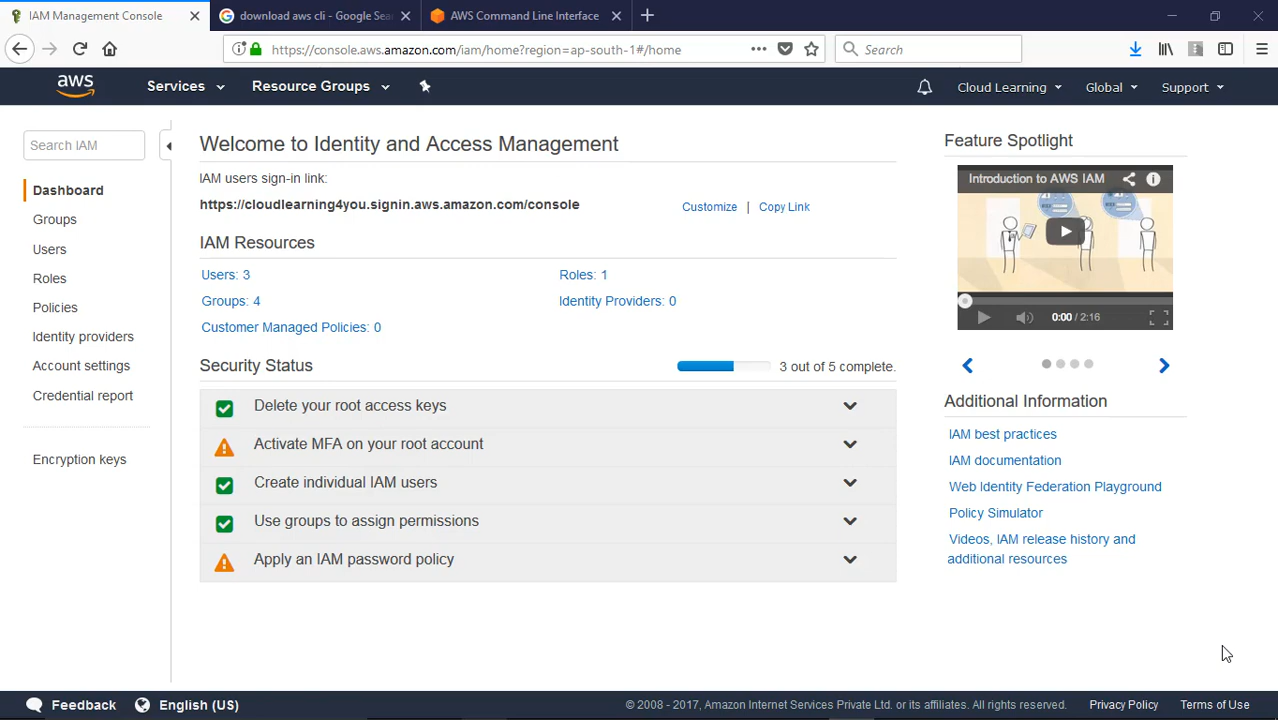 IAM Management Console
download aws cli - Google Sea
AWS Command Line Interface
https://console.aws.amazon.com/iam/home?region=ap-south-1#/home
Search
aws
Services
Resource Groups
Cloud Learning
Global
Support
Search IAM
Dashboard
Groups
Users
Roles
Policies
Identity providers
Account settings
Credential report
Encryption keys
Welcome to Identity and Access Management
IAM users sign-in link:
https://cloudlearning4you.signin.aws.amazon.com/console
Customize | Copy Link
IAM Resources
Users: 3
Roles: 1
Groups: 4
Identity Providers: 0
Customer Managed Policies: 0
Security Status
3 out of 5 complete.
Delete your root access keys
Activate MFA on your root account
Create individual IAM users
Use groups to assign permissions
Apply an IAM password policy
Feature Spotlight
Introduction to AWS IAM
0:00 / 2:16
Additional Information
IAM best practices
IAM documentation
Web Identity Federation Playground
Policy Simulator
Videos, IAM release history and
additional resources
Feedback
English (US)
© 2008 - 2017, Amazon Internet Services Private Ltd. or its affiliates. All rights reserved.
Privacy Policy
Terms of Use